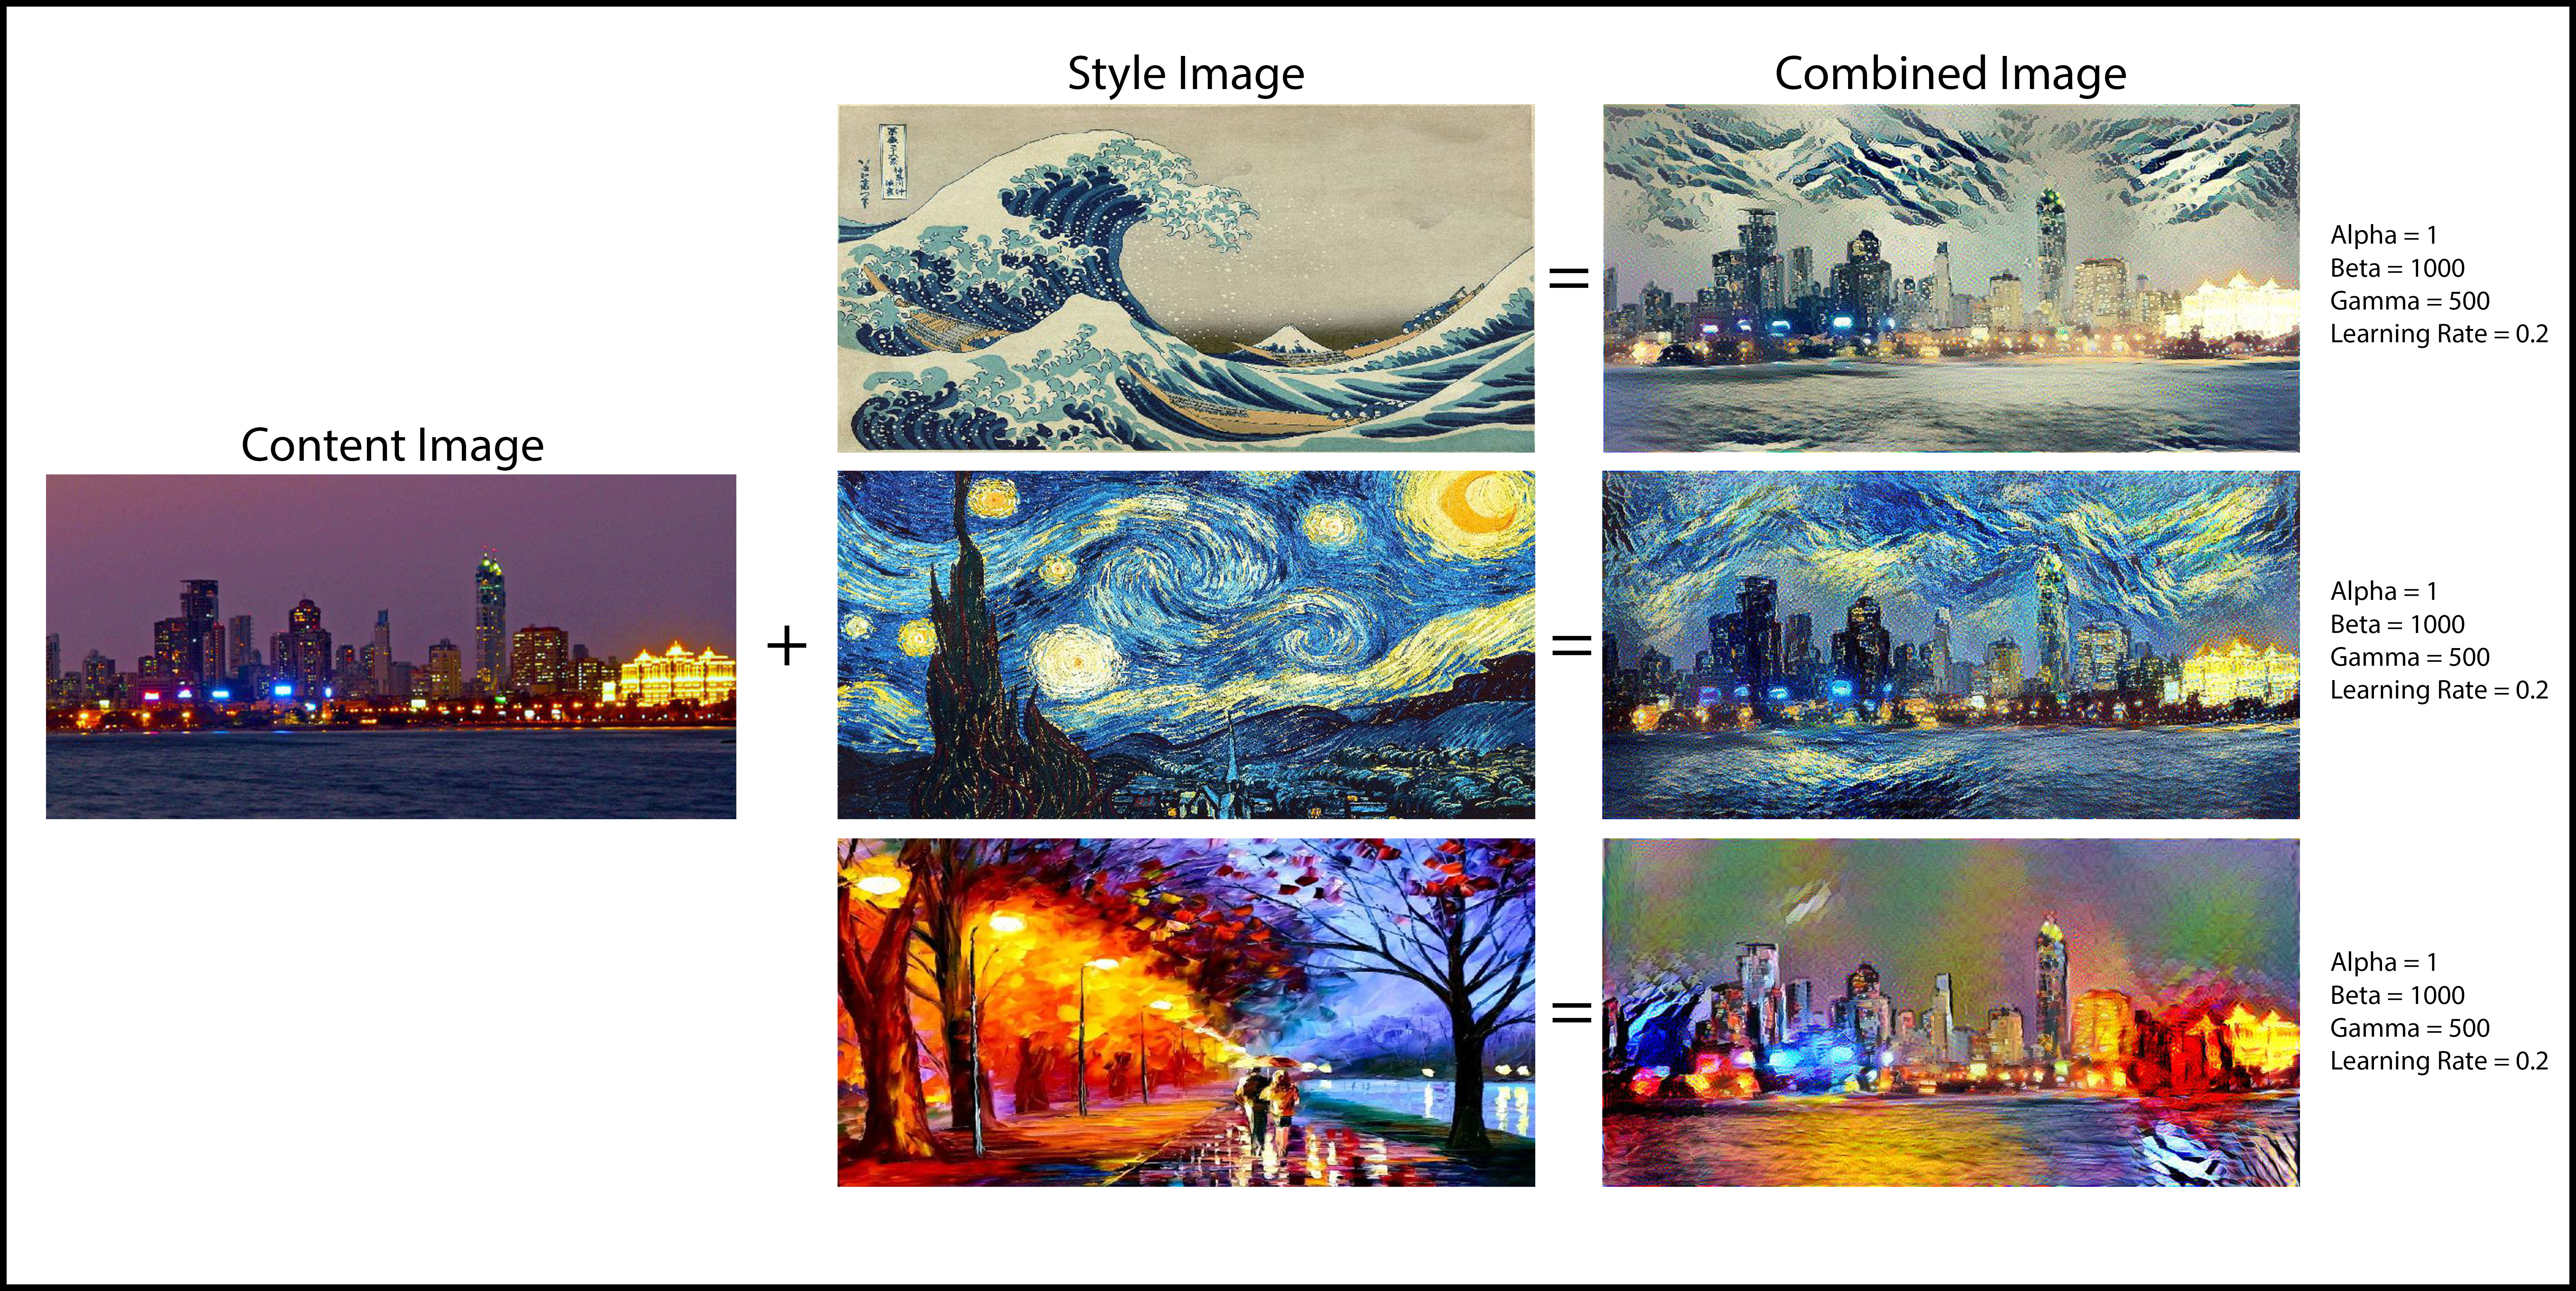 Style Image
Combined Image
Alpha = 1
Beta = 1000
Gamma = 500
Learning Rate = 0.2
Content Image
+
=
=
=
Alpha = 1
Beta = 1000
Gamma = 500
Learning Rate = 0.2
Alpha = 1
Beta = 1000
Gamma = 500
Learning Rate = 0.2